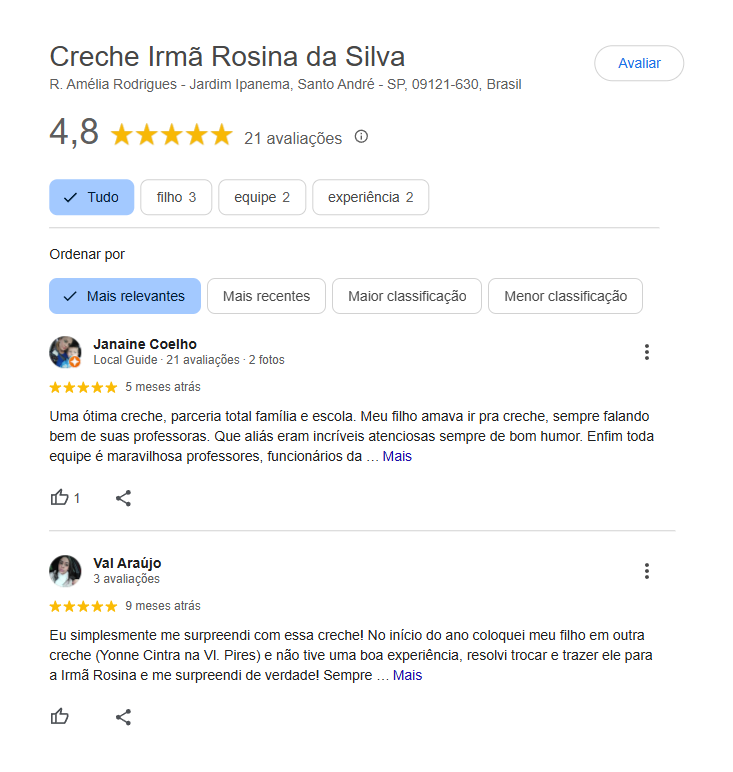 Creche Irmã Rosina da Silva
Avaliar
R. Amélia Rodrigues - Jardim Ipanema, Santo André - SP, 09121-630, Brasil
4,8 21 avaliações
Tudo filho 3 equipe 2 experiência 2
Ordenar por
Mais relevantes Mais recentes Maior classificação Menor classificação
Janaine Coelho
Local Guide · 21 avaliações · 2 fotos
5 meses atrás
Uma ótima creche, parceria total família e escola. Meu filho amava ir pra creche, sempre falando
bem de suas professoras. Que aliás eram incríveis atenciosas sempre de bom humor. Enfim toda
equipe é maravilhosa professores, funcionários da … Mais
1
Val Araújo
3 avaliações
9 meses atrás
Eu simplesmente me surpreendi com essa creche! No início do ano coloquei meu filho em outra
creche (Yonne Cintra na Vl. Pires) e não tive uma boa experiência, resolvi trocar e trazer ele para
a Irmã Rosina e me surpreendi de verdade! Sempre … Mais